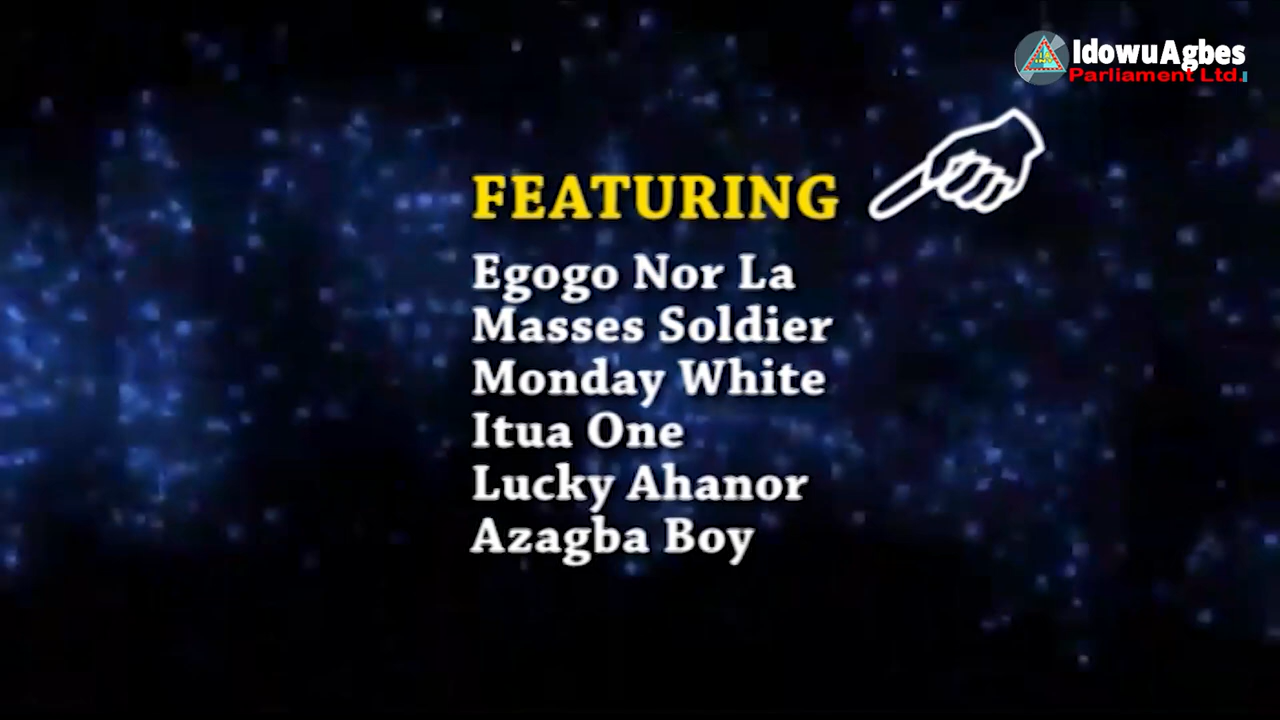 IdowuAgbes
Parliament Ltd.
FEATURING
Egogo Nor La
Masses Soldier
Monday White
Itua One
Lucky Ahanor
Azagba Boy